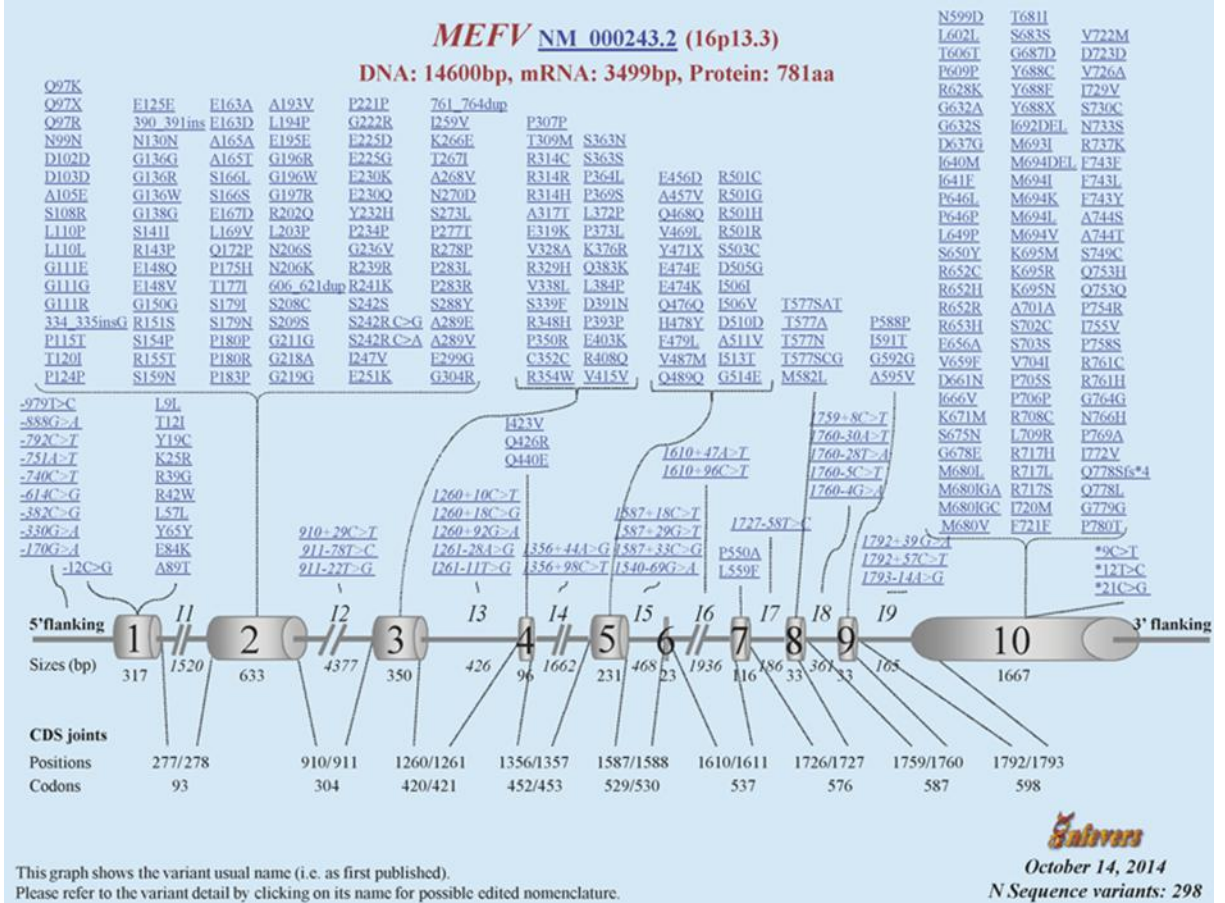 MEFV NM_000243.2 (16p13.3)
DNA: 14600bp, mRNA: 3499bp, Protein: 781aa
Q97K
Q97X
Q97R
N99N
D102D
D103D
A105E
S108R
L110P
L110L
G111E
G111G
G111R
334_335insG
P115T
T120I
P124P
E125E
390_391ins
N130N
G136G
G136R
G136W
G138G
S141I
R143P
E148Q
E148V
G150G
R151S
S154P
R155T
S159N
E163A
E163D
A165A
A165T
S166L
S166S
E167D
L169V
Q172P
P175H
T177I
S179I
S179N
P180P
P180R
P183P
A193V
L194P
E195E
G196R
G196W
G197R
R202Q
L203P
N206S
N206K
606_621dup
S208C
S209S
G211G
G218A
G219G
P221P
G222R
E225D
E225G
E230K
E230Q
Y232H
P234P
G236V
R239R
R241K
S242S
S242R C>G
S242R C>A
I247V
E251K
761_764dup
I259V
K266E
T267I
A268V
N270D
S273L
P277T
R278P
P283L
P283R
S288Y
A289E
A289V
E299G
G304R
P307P
T309M
R314C
R314R
R314H
A317T
E319K
V328A
R329H
V338L
S339F
R348H
P350R
C352C
R354W
S363N
S363S
P364L
P369S
L372P
P373L
K376R
Q383K
L384P
D391N
P393P
E403K
R408Q
V415V
E456D
A457V
Q468Q
V469L
Y471X
E474E
E474K
Q476Q
H478Y
F479L
V487M
Q489Q
R501C
R501G
R501H
R501R
S503C
D505G
I506I
I506V
D510D
A511V
I513T
G514E
T577SAT
T577A
T577N
T577SCG
M582L
P588P
I591T
G592G
A595V
N599D
L602L
T606T
P609P
R628K
G632A
G632S
D637G
I640M
I641F
P646L
P646P
L649P
S650Y
R652C
R652H
R652R
R653H
E656A
V659F
D661N
I666V
K671M
S675N
G678E
M680L
M680IGA
M680IGC
M680V
T681I
S683S
G687D
Y688C
Y688F
Y688X
I692DEL
M693I
M694DEL
M694I
M694K
M694L
M694V
K695M
K695R
K695N
A701A
S702C
S703S
V704I
P705S
P706P
R708C
L709R
R717H
R717L
R717S
I720M
F721F
V722M
D723D
V726A
I729V
S730C
N733S
R737K
F743F
F743L
F743Y
A744S
A744T
S749C
Q753H
Q753Q
P754R
I755V
P758S
R761C
R761H
G764G
N766H
P769A
I772V
Q778Sfs*4
Q778L
G779G
P780T
-979T>C
-888G>A
-792C>T
-751A>T
-740C>T
-614C>G
-382C>G
-330G>A
-170G>A
-12C>G
L9L
T12I
Y19C
K25R
R39G
R42W
L57L
Y65Y
E84K
A89T
910+29C>T
911-78T>C
911-22T>G
1260+10C>T
1260+18C>G
1260+92G>A
1261-28A>G
1261-11T>G
I423V
Q426R
Q440E
1356+44A>G
1356+98C>T
1587+18C>T
1587+29G>T
1587+33C>G
1540-69G>A
1610+47A>T
1610+96C>T
P550A
L559F
1727-58T>C
1759+8C>T
1760-30A>T
1760-28T>A
1760-5C>T
1760-4G>A
1792+39G>A
1792+57C>T
1793-14A>G
*9C>T
*12T>C
*21C>G
5'flanking 1 I1 2 I2 3 I3 4 I4 5 I5 6 I6 7 I7 8 I8 9 I9 10 3' flanking
Sizes (bp) 317 1520 633 4377 350 426 96 1662 231 468 23 1936 116 186 33 361 33 165 1667
CDS joints
Positions 277/278 910/911 1260/1261 1356/1357 1587/1588 1610/1611 1726/1727 1759/1760 1792/1793
Codons 93 304 420/421 452/453 529/530 537 576 587 598
Infevers
October 14, 2014
N Sequence variants: 298
This graph shows the variant usual name (i.e. as first published).
Please refer to the variant detail by clicking on its name for possible edited nomenclature.